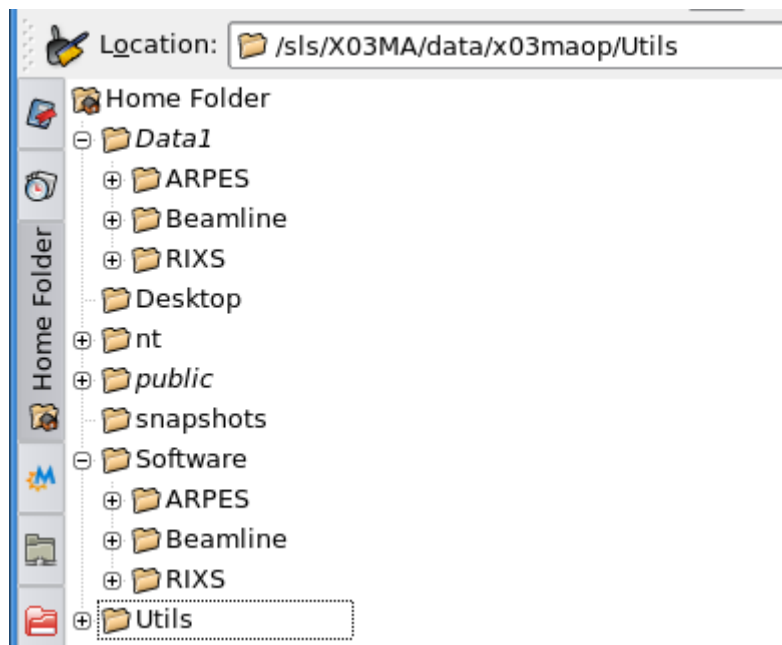 Location: /sls/X03MA/data/x03maop/Utils
Home Folder
Data1
ARPES
Beamline
RIXS
Desktop
nt
public
snapshots
Software
ARPES
Beamline
RIXS
Utils
Home Folder